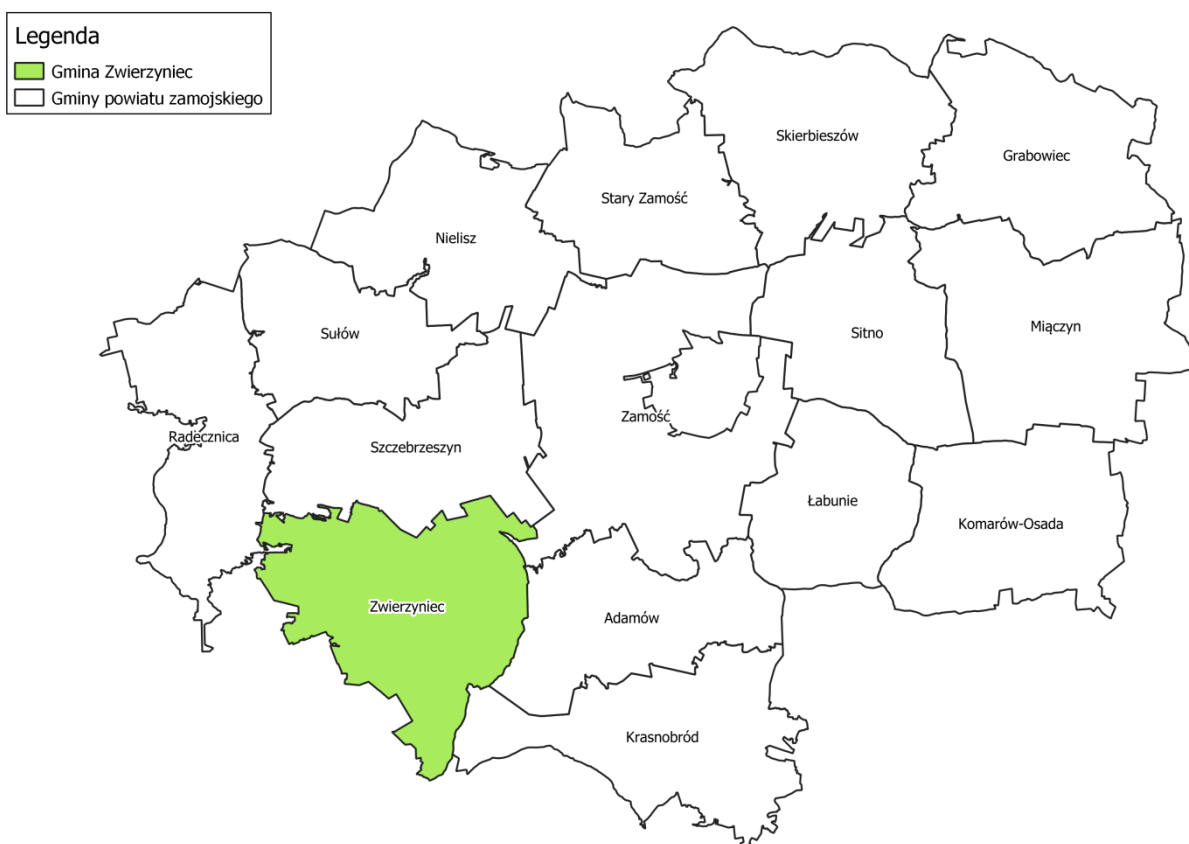 Legenda
Gmina Zwierzyniec
Gminy powiatu zamojskiego
Skierbieszów
Grabowiec
Stary Zamość
Nielisz
Sułów
Sitno
Miączyn
Zamość
Radecznica
Szczebrzeszyn
Łabunie
Komarów-Osada
Zwierzyniec
Adamów
Krasnobród